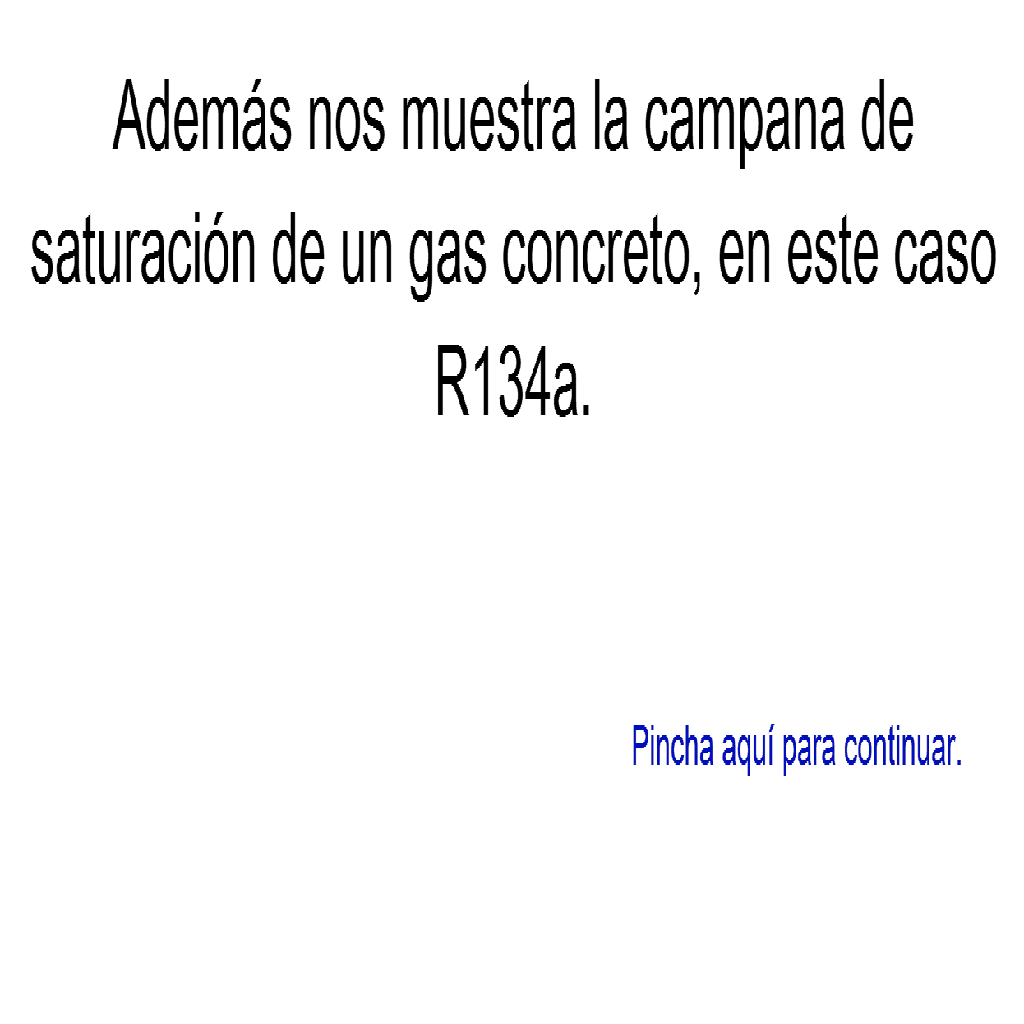 Además nos muestra la campana de
saturación de un gas concreto, en este caso
R134a.
Pincha aquí para continuar.